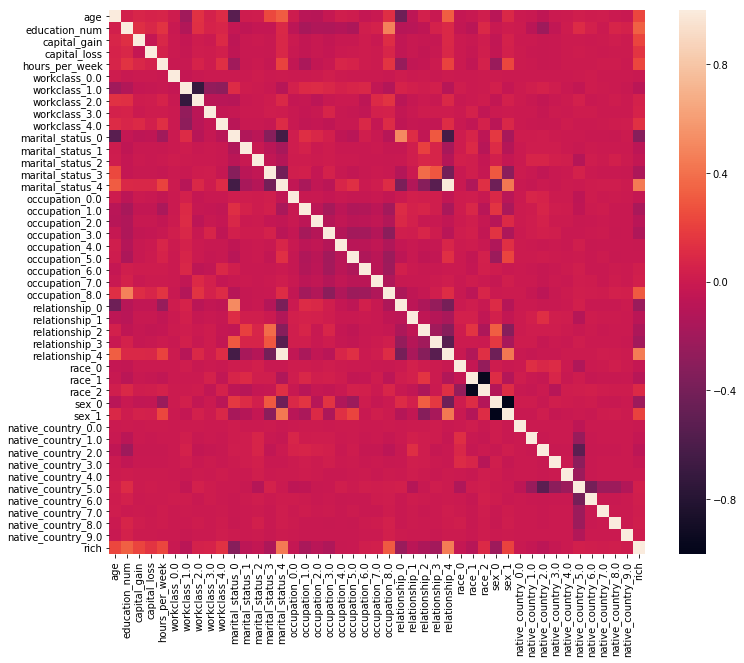 age
education_num
capital_gain
capital_loss
hours_per_week
workclass_0.0
workclass_1.0
workclass_2.0
workclass_3.0
workclass_4.0
marital_status_0
marital_status_1
marital_status_2
marital_status_3
marital_status_4
occupation_0.0
occupation_1.0
occupation_2.0
occupation_3.0
occupation_4.0
occupation_5.0
occupation_6.0
occupation_7.0
occupation_8.0
relationship_0
relationship_1
relationship_2
relationship_3
relationship_4
race_0
race_1
race_2
sex_0
sex_1
native_country_0.0
native_country_1.0
native_country_2.0
native_country_3.0
native_country_4.0
native_country_5.0
native_country_6.0
native_country_7.0
native_country_8.0
native_country_9.0
rich
age
education_num
capital_gain
capital_loss
hours_per_week
workclass_0.0
workclass_1.0
workclass_2.0
workclass_3.0
workclass_4.0
marital_status_0
marital_status_1
marital_status_2
marital_status_3
marital_status_4
occupation_0.0
occupation_1.0
occupation_2.0
occupation_3.0
occupation_4.0
occupation_5.0
occupation_6.0
occupation_7.0
occupation_8.0
relationship_0
relationship_1
relationship_2
relationship_3
relationship_4
race_0
race_1
race_2
sex_0
sex_1
native_country_0.0
native_country_1.0
native_country_2.0
native_country_3.0
native_country_4.0
native_country_5.0
native_country_6.0
native_country_7.0
native_country_8.0
native_country_9.0
rich
0.8
0.4
0.0
−0.4
−0.8